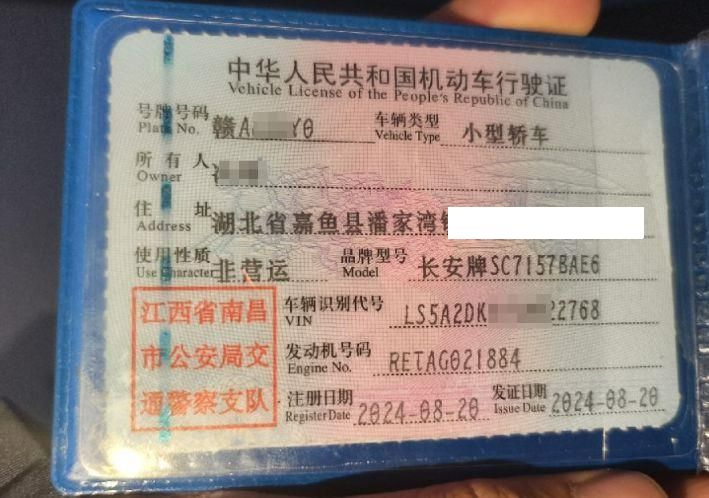 中华人民共和国机动车行驶证
Vehicle License of the People's Republic of China
号牌号码 赣A Y0 车辆类型 小型轿车
Plate No. Vehicle Type
所有人
Owner
住址 湖北省嘉鱼县潘家湾镇
Address
使用性质 非营运 品牌型号 长安牌SC7157BAE6
Use Character Model
江西省南昌
市公安局交
通警察支队
车辆识别代号 LS5A2DK 22768
VIN
发动机号码 RETAG021884
Engine No.
注册日期 2024-08-20 发证日期 2024-08-20
Register Date Issue Date